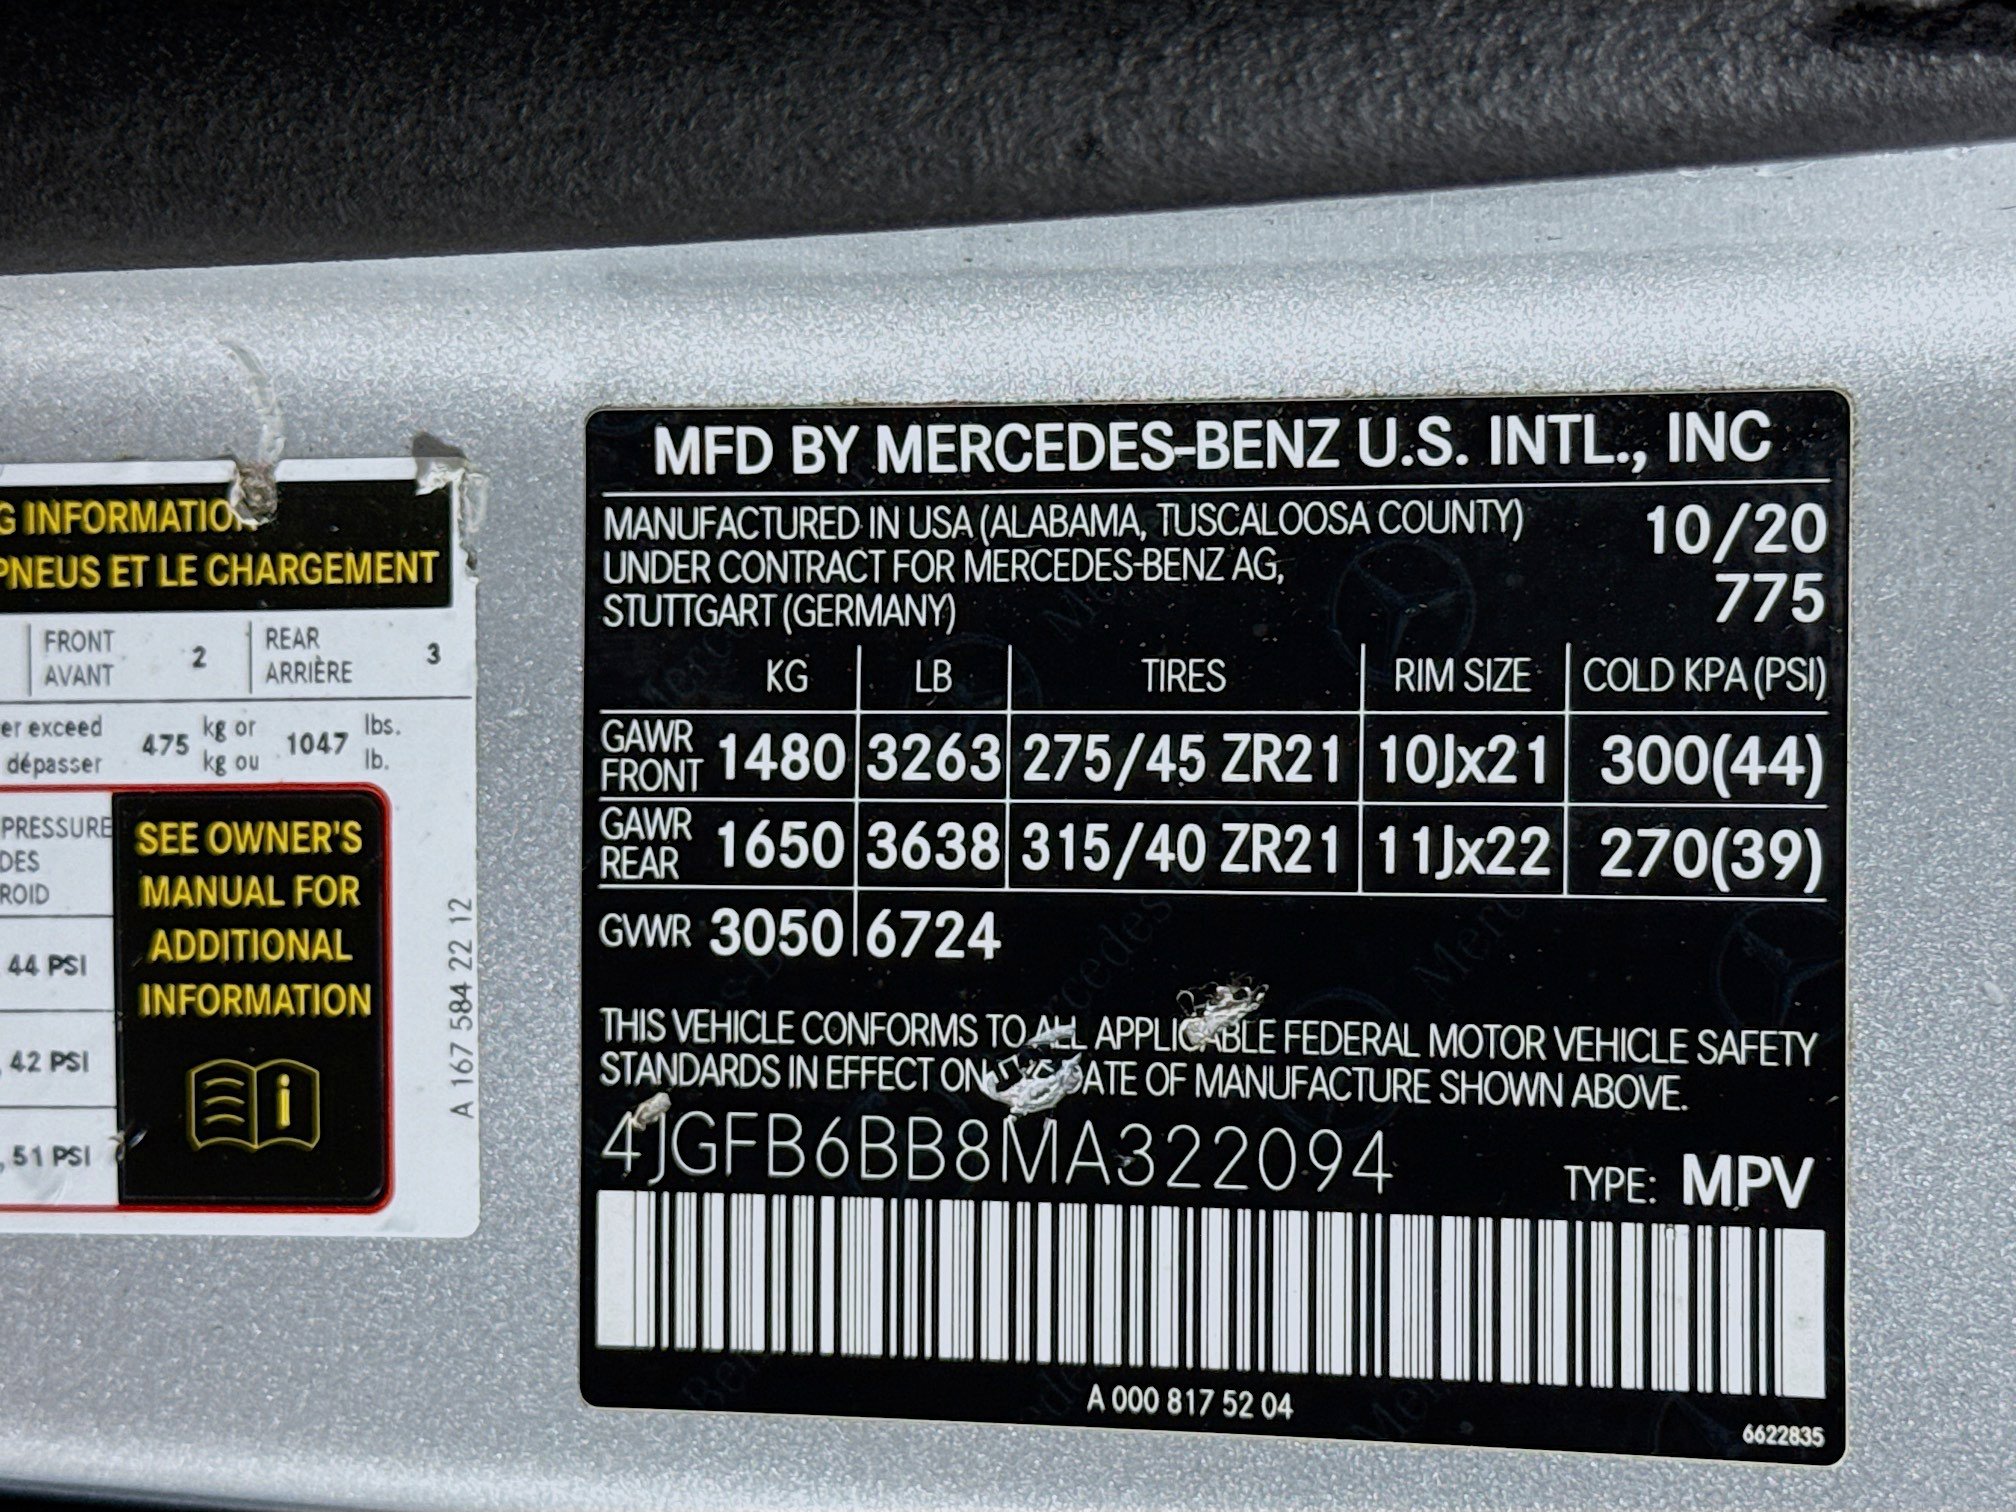 G INFORMATIO
PNEUS ET LE CHARGEMENT
FRONT 2 REAR 3
AVANT ARRIÈRE
er exceed 475 kg or 1047 lbs.
dépasser kg ou lb.
PRESSURE
DES
ROID
44 PSI
, 42 PSI
, 51 PSI
SEE OWNER'S
MANUAL FOR
ADDITIONAL
INFORMATION
A 167 584 22 12
MFD BY MERCEDES-BENZ U.S. INTL., INC
MANUFACTURED IN USA (ALABAMA, TUSCALOOSA COUNTY) 10/20
UNDER CONTRACT FOR MERCEDES-BENZ AG, 775
STUTTGART (GERMANY)
KG LB TIRES RIM SIZE COLD KPA (PSI)
GAWR FRONT 1480 3263 275/45 ZR21 10Jx21 300(44)
GAWR REAR 1650 3638 315/40 ZR21 11Jx22 270(39)
GVWR 3050 6724
THIS VEHICLE CONFORMS TO ALL APPLICABLE FEDERAL MOTOR VEHICLE SAFETY
STANDARDS IN EFFECT ON DATE OF MANUFACTURE SHOWN ABOVE.
4JGFB6BB8MA322094
TYPE: MPV
A 000 817 52 04
6622835